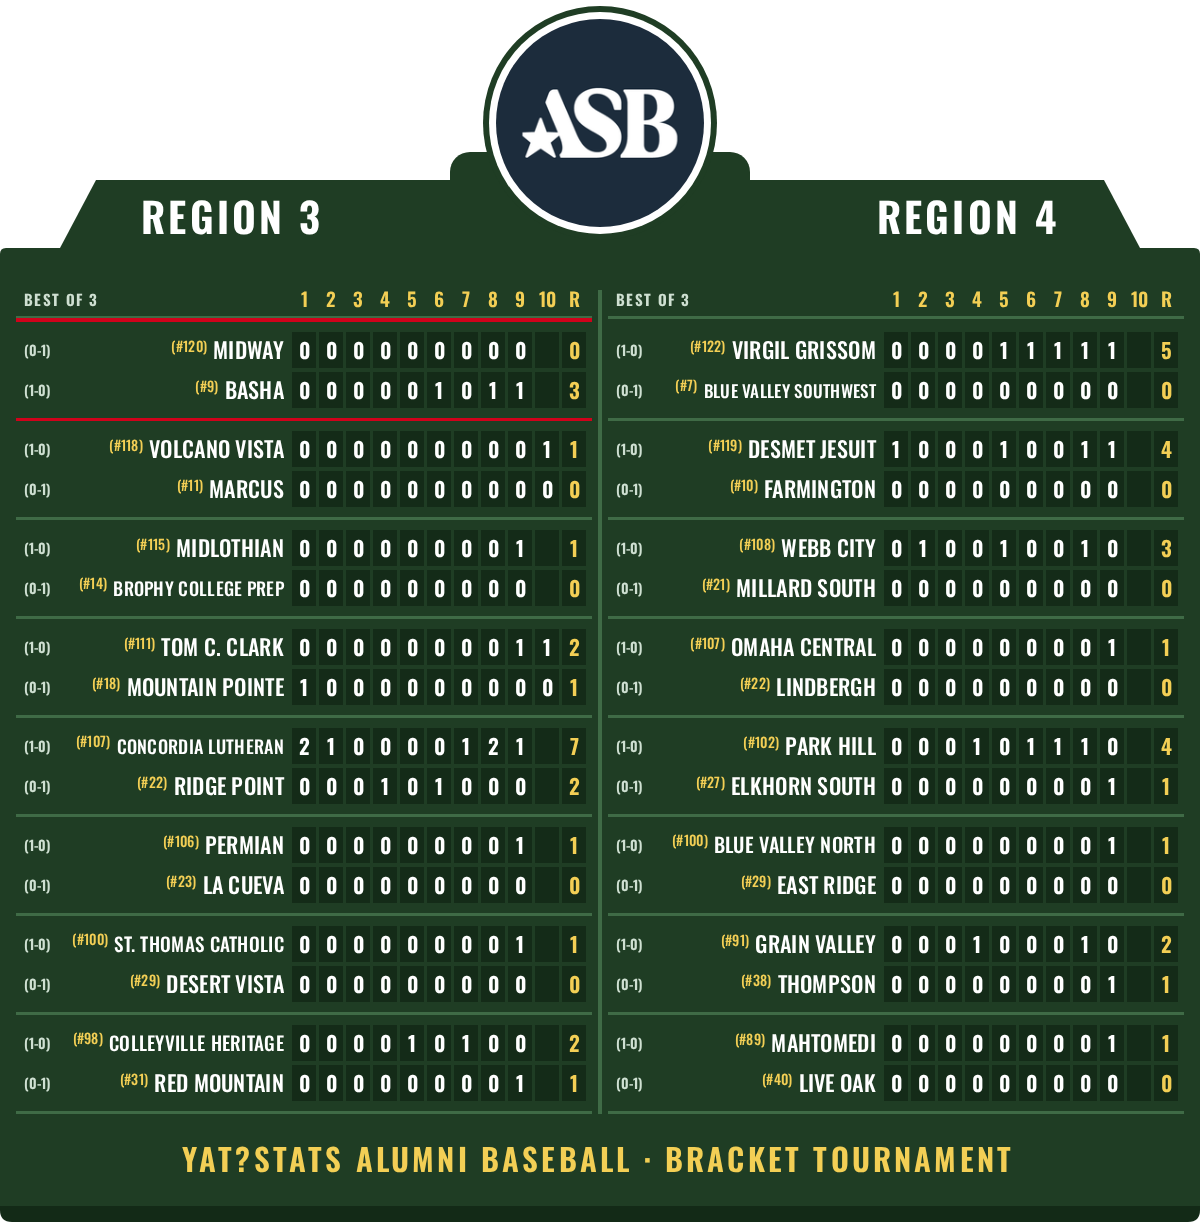 ASB
REGION 3
REGION 4
BEST OF 3 1 2 3 4 5 6 7 8 9 10 R
(0-1) (#120) MIDWAY 0 0 0 0 0 0 0 0 0 0
(1-0) (#9) BASHA 0 0 0 0 0 1 0 1 1 3
(1-0) (#118) VOLCANO VISTA 0 0 0 0 0 0 0 0 0 1 1
(0-1) (#11) MARCUS 0 0 0 0 0 0 0 0 0 0 0
(1-0) (#115) MIDLOTHIAN 0 0 0 0 0 0 0 0 1 1
(0-1) (#14) BROPHY COLLEGE PREP 0 0 0 0 0 0 0 0 0 0
(1-0) (#111) TOM C. CLARK 0 0 0 0 0 0 0 0 1 1 2
(0-1) (#18) MOUNTAIN POINTE 1 0 0 0 0 0 0 0 0 0 1
(1-0) (#107) CONCORDIA LUTHERAN 2 1 0 0 0 0 1 2 1 7
(0-1) (#22) RIDGE POINT 0 0 0 1 0 1 0 0 0 2
(1-0) (#106) PERMIAN 0 0 0 0 0 0 0 0 1 1
(0-1) (#23) LA CUEVA 0 0 0 0 0 0 0 0 0 0
(1-0) (#100) ST. THOMAS CATHOLIC 0 0 0 0 0 0 0 0 1 1
(0-1) (#29) DESERT VISTA 0 0 0 0 0 0 0 0 0 0
(1-0) (#98) COLLEYVILLE HERITAGE 0 0 0 0 1 0 1 0 0 2
(0-1) (#31) RED MOUNTAIN 0 0 0 0 0 0 0 0 1 1
BEST OF 3 1 2 3 4 5 6 7 8 9 10 R
(1-0) (#122) VIRGIL GRISSOM 0 0 0 0 1 1 1 1 1 5
(0-1) (#7) BLUE VALLEY SOUTHWEST 0 0 0 0 0 0 0 0 0 0
(1-0) (#119) DESMET JESUIT 1 0 0 0 1 0 0 1 1 4
(0-1) (#10) FARMINGTON 0 0 0 0 0 0 0 0 0 0
(1-0) (#108) WEBB CITY 0 1 0 0 1 0 0 1 0 3
(0-1) (#21) MILLARD SOUTH 0 0 0 0 0 0 0 0 0 0
(1-0) (#107) OMAHA CENTRAL 0 0 0 0 0 0 0 0 1 1
(0-1) (#22) LINDBERGH 0 0 0 0 0 0 0 0 0 0
(1-0) (#102) PARK HILL 0 0 0 1 0 1 1 1 0 4
(0-1) (#27) ELKHORN SOUTH 0 0 0 0 0 0 0 0 1 1
(1-0) (#100) BLUE VALLEY NORTH 0 0 0 0 0 0 0 0 1 1
(0-1) (#29) EAST RIDGE 0 0 0 0 0 0 0 0 0 0
(1-0) (#91) GRAIN VALLEY 0 0 0 1 0 0 0 1 0 2
(0-1) (#38) THOMPSON 0 0 0 0 0 0 0 0 1 1
(1-0) (#89) MAHTOMEDI 0 0 0 0 0 0 0 0 1 1
(0-1) (#40) LIVE OAK 0 0 0 0 0 0 0 0 0 0
YAT?STATS ALUMNI BASEBALL · BRACKET TOURNAMENT